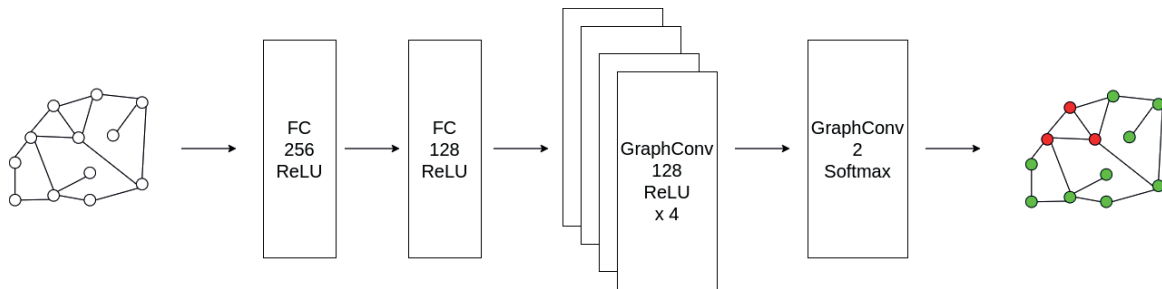 FC
256
ReLU
FC
128
ReLU
GraphConv
128
ReLU
x 4
GraphConv
2
Softmax